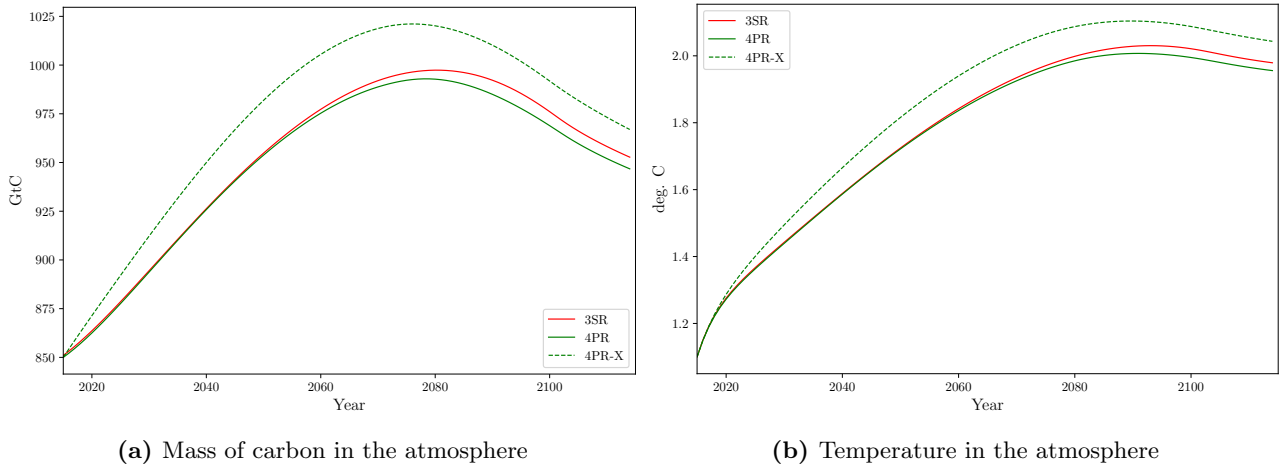 1025
1000
975
950
925
900
875
850
GtC
2020
2040
2060
2080
2100
Year
3SR
4PR
4PR-X
(a) Mass of carbon in the atmosphere
2.0
1.8
1.6
1.4
1.2
deg. C
3SR
4PR
4PR-X
2020
2040
2060
2080
2100
Year
(b) Temperature in the atmosphere